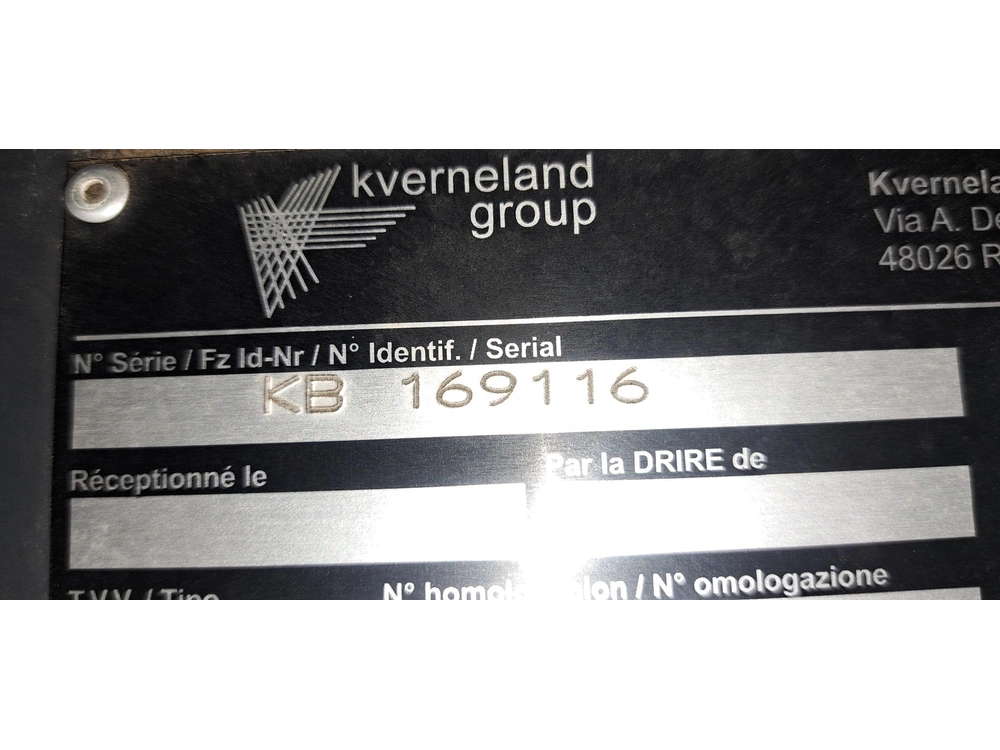 kverneland
group
Kvernela
Via A. De
48026 R
N° Série / Fz Id-Nr / N° Identif. / Serial
KB 169116
Réceptionné le
Par la DRIRE de
T.V.V. / Tipo
/ N° omologazione